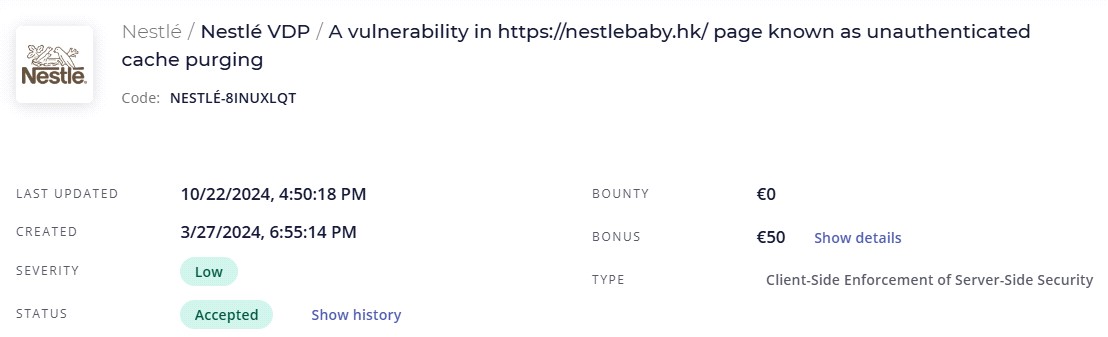 Nestlé / Nestlé VDP / A vulnerability in https://nestlebaby.hk/ page known as unauthenticated
cache purging
Nestlé.
Code: NESTLÉ-8INUXLQT
LAST UPDATED 10/22/2024, 4:50:18 PM
BOUNTY €0
CREATED 3/27/2024, 6:55:14 PM
BONUS €50 Show details
SEVERITY Low
TYPE Client-Side Enforcement of Server-Side Security
STATUS Accepted Show history